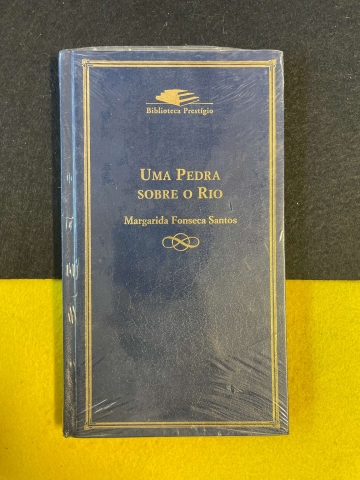 Biblioteca Prestígio
UMA PEDRA
SOBRE O RIO
Margarida Fonseca Santos